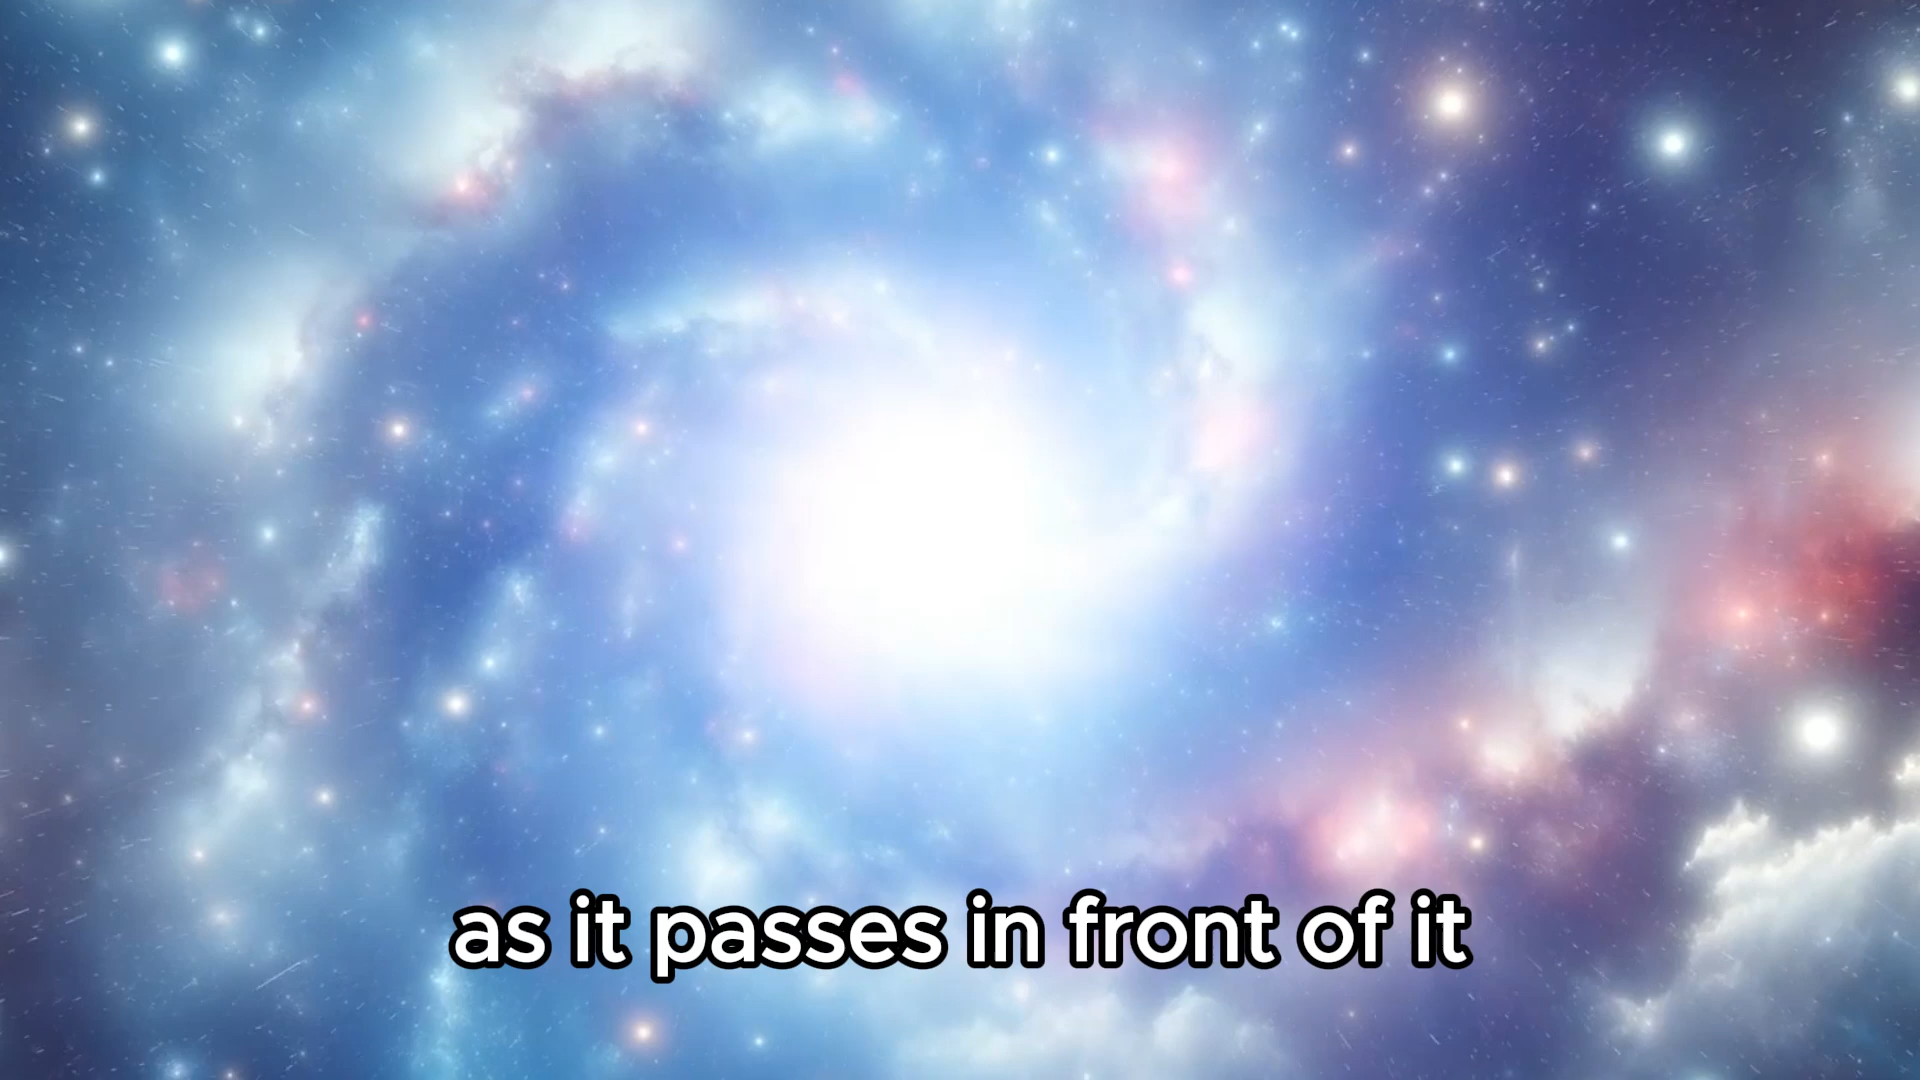 as it passes in front of it